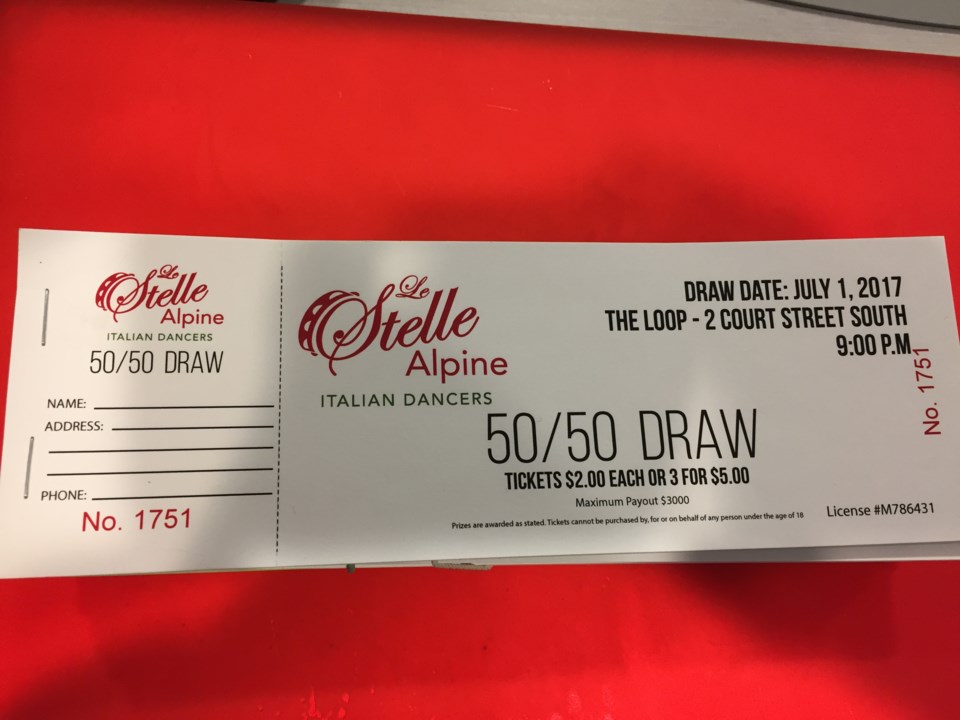 Le
Stelle
Alpine
ITALIAN DANCERS
50/50 DRAW
NAME:
ADDRESS:
PHONE:
No. 1751
Le
Stelle
Alpine
ITALIAN DANCERS
DRAW DATE: JULY 1, 2017
THE LOOP - 2 COURT STREET SOUTH
9:00 P.M.
No. 1751
50/50 DRAW
TICKETS $2.00 EACH OR 3 FOR $5.00
Maximum Payout $3000
Prizes are awarded as stated. Tickets cannot be purchased by, for or on behalf of any person under the age of 18
License #M786431